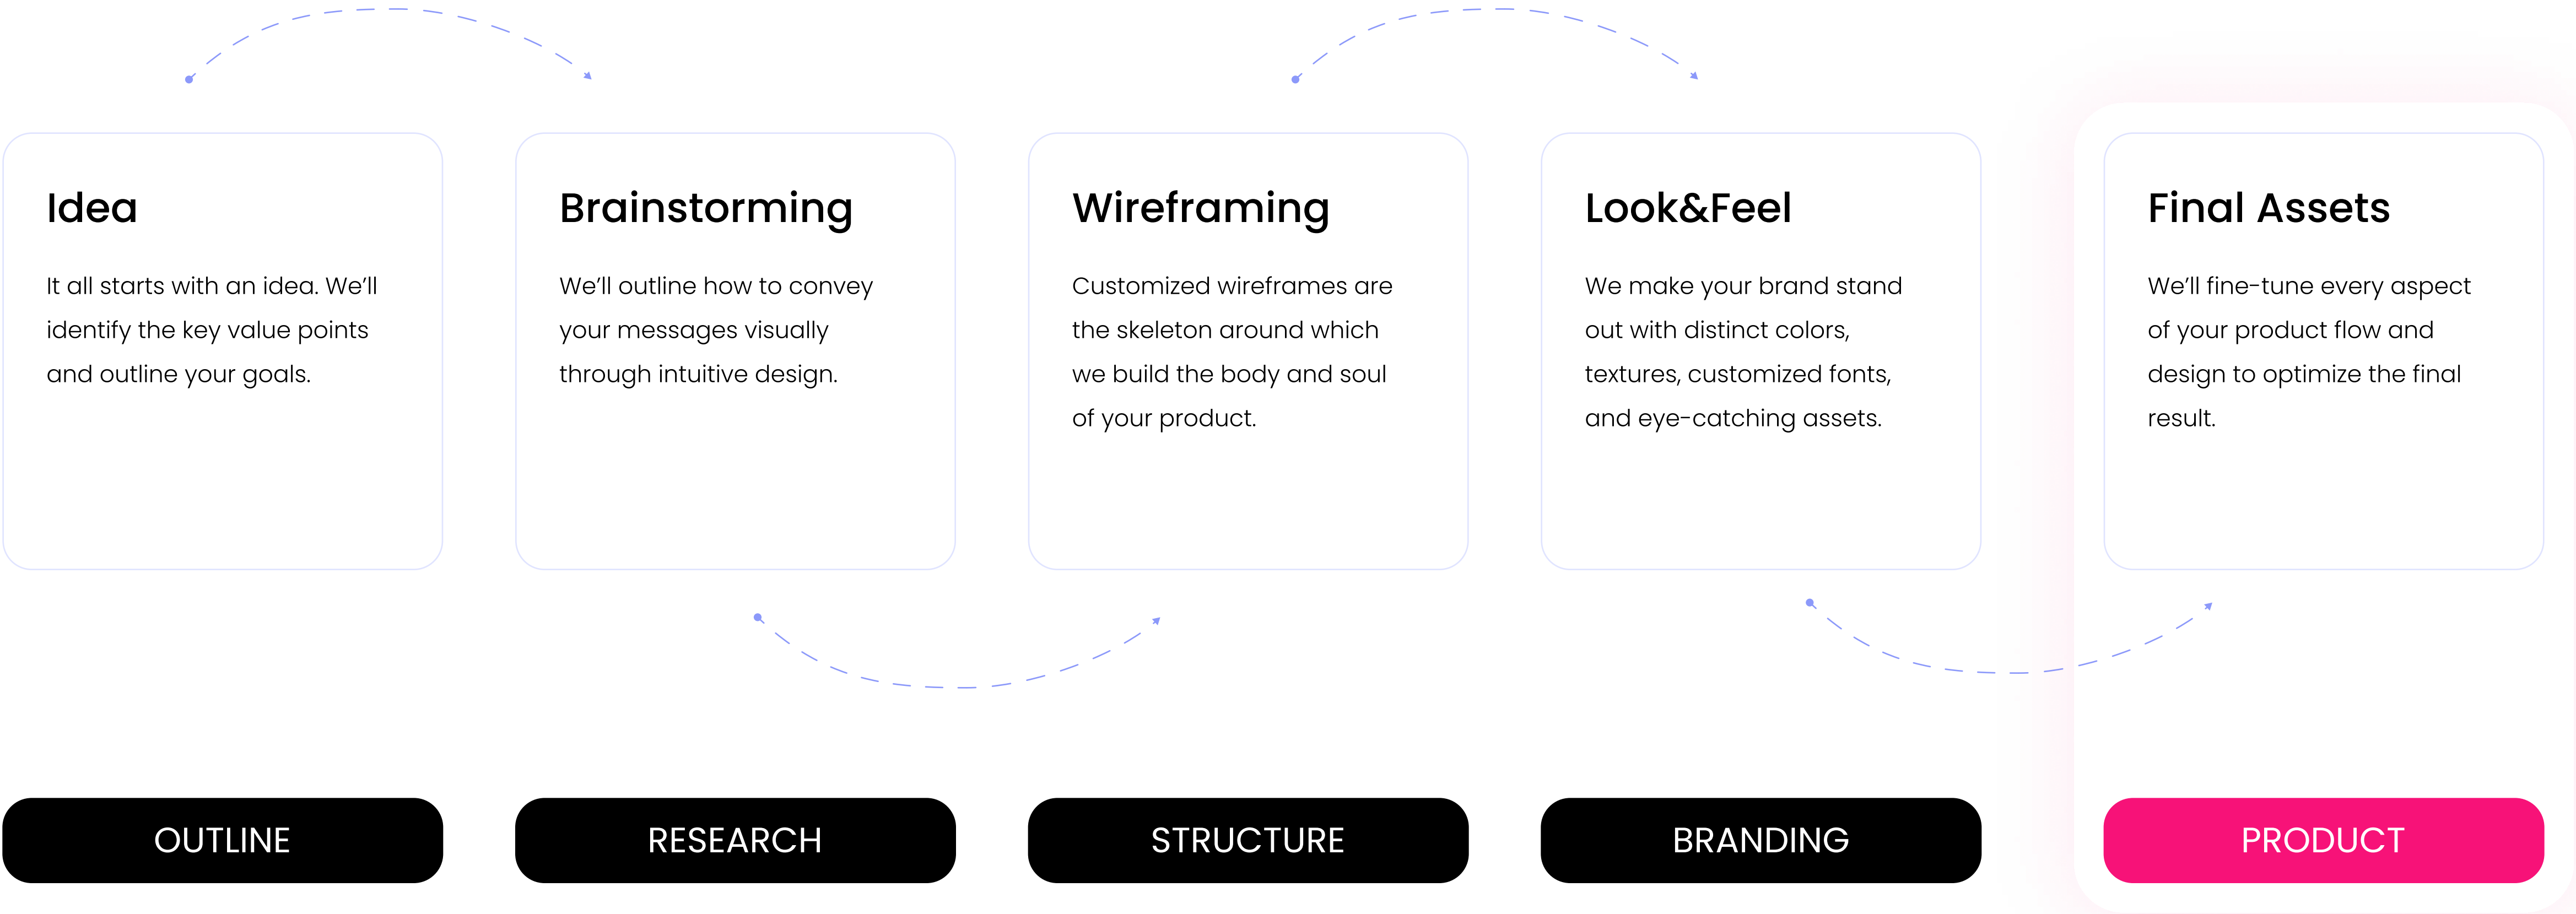 Idea
It all starts with an idea. We’ll
identify the key value points
and outline your goals.
Brainstorming
We’ll outline how to convey
your messages visually
through intuitive design.
Wireframing
Customized wireframes are
the skeleton around which
we build the body and soul
of your product.
Look&Feel
We make your brand stand
out with distinct colors,
textures, customized fonts,
and eye-catching assets.
Final Assets
We’ll fine-tune every aspect
of your product flow and
design to optimize the final
result.
OUTLINE
RESEARCH
STRUCTURE
BRANDING
PRODUCT